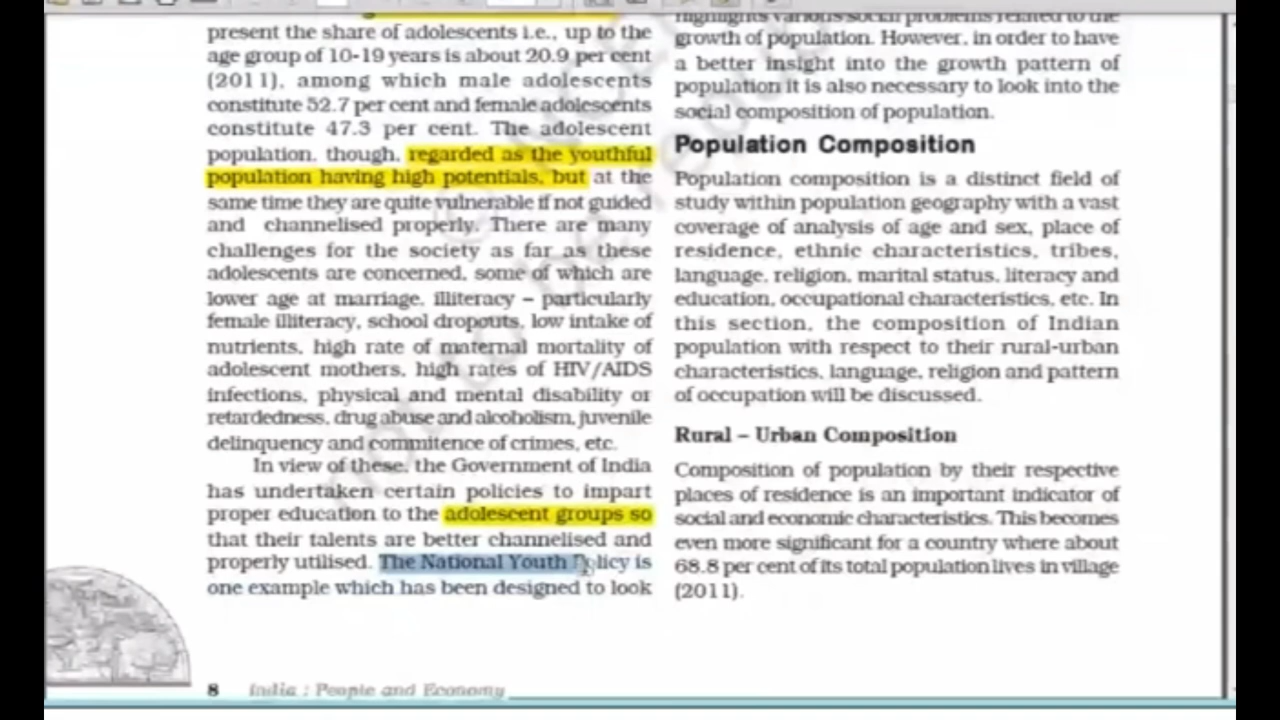 present the share of adolescents i.e., up to the
age group of 10-19 years is about 20.9 per cent
(2011), among which male adolescents
constitute 52.7 per cent and female adolescents
constitute 47.3 per cent. The adolescent
population, though, regarded as the youthful
population having high potentials, but at the
same time they are quite vulnerable if not guided
and channelised properly. There are many
challenges for the society as far as these
adolescents are concerned, some of which are
lower age at marriage, illiteracy – particularly
female illiteracy, school dropouts, low intake of
nutrients, high rate of maternal mortality of
adolescent mothers, high rates of HIV/AIDS
infections, physical and mental disability or
retardedness, drug abuse and alcoholism, juvenile
delinquency and commitence of crimes, etc.
In view of these, the Government of India
has undertaken certain policies to impart
proper education to the adolescent groups so
that their talents are better channelised and
properly utilised. The National Youth Policy is
one example which has been designed to look
highlights various social problems related to the
growth of population. However, in order to have
a better insight into the growth pattern of
population it is also necessary to look into the
social composition of population.
Population Composition
Population composition is a distinct field of
study within population geography with a vast
coverage of analysis of age and sex, place of
residence, ethnic characteristics, tribes,
language, religion, marital status, literacy and
education, occupational characteristics, etc. In
this section, the composition of Indian
population with respect to their rural-urban
characteristics, language, religion and pattern
of occupation will be discussed.
Rural – Urban Composition
Composition of population by their respective
places of residence is an important indicator of
social and economic characteristics. This becomes
even more significant for a country where about
68.8 per cent of its total population lives in village
(2011).
8 India : People and Economy